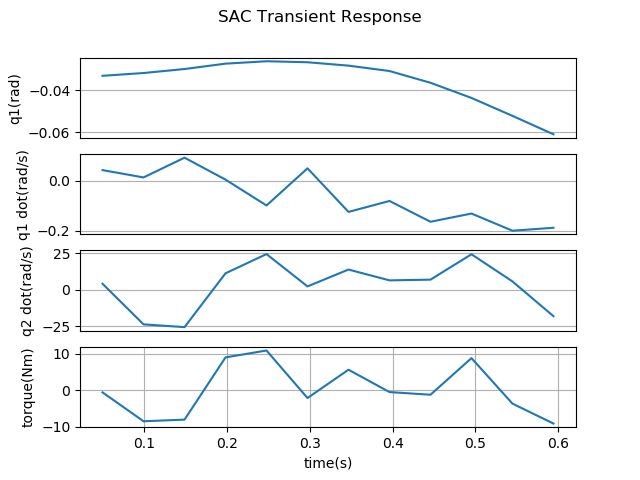 SAC Transient Response
q1(rad)
−0.04
−0.06
q1 dot(rad/s)
0.0
−0.2
q2 dot(rad/s)
25
0
−25
torque(Nm)
10
0
−10
0.1 0.2 0.3 0.4 0.5 0.6
time(s)